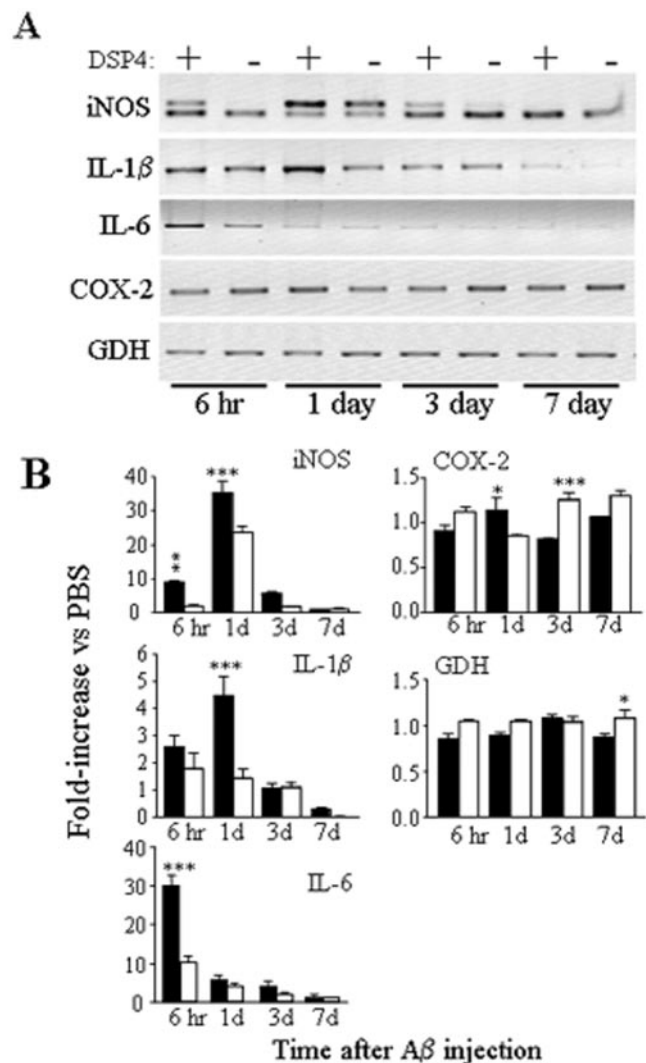 A
DSP4: + - + - + - + -
iNOS
IL-1β
IL-6
COX-2
GDH
6 hr 1 day 3 day 7 day
B
Fold-increase vs PBS
iNOS
40
30
20
10
0
**
***
6 hr 1d 3d 7d
COX-2
1.5
1.0
0.5
0.0
*
***
6 hr 1d 3d 7d
IL-1β
6
5
4
3
2
1
0
***
6 hr 1d 3d 7d
GDH
1.5
1.0
0.5
0.0
*
6 hr 1d 3d 7d
IL-6
40
30
20
10
0
***
6 hr 1d 3d 7d
Time after Aβ injection